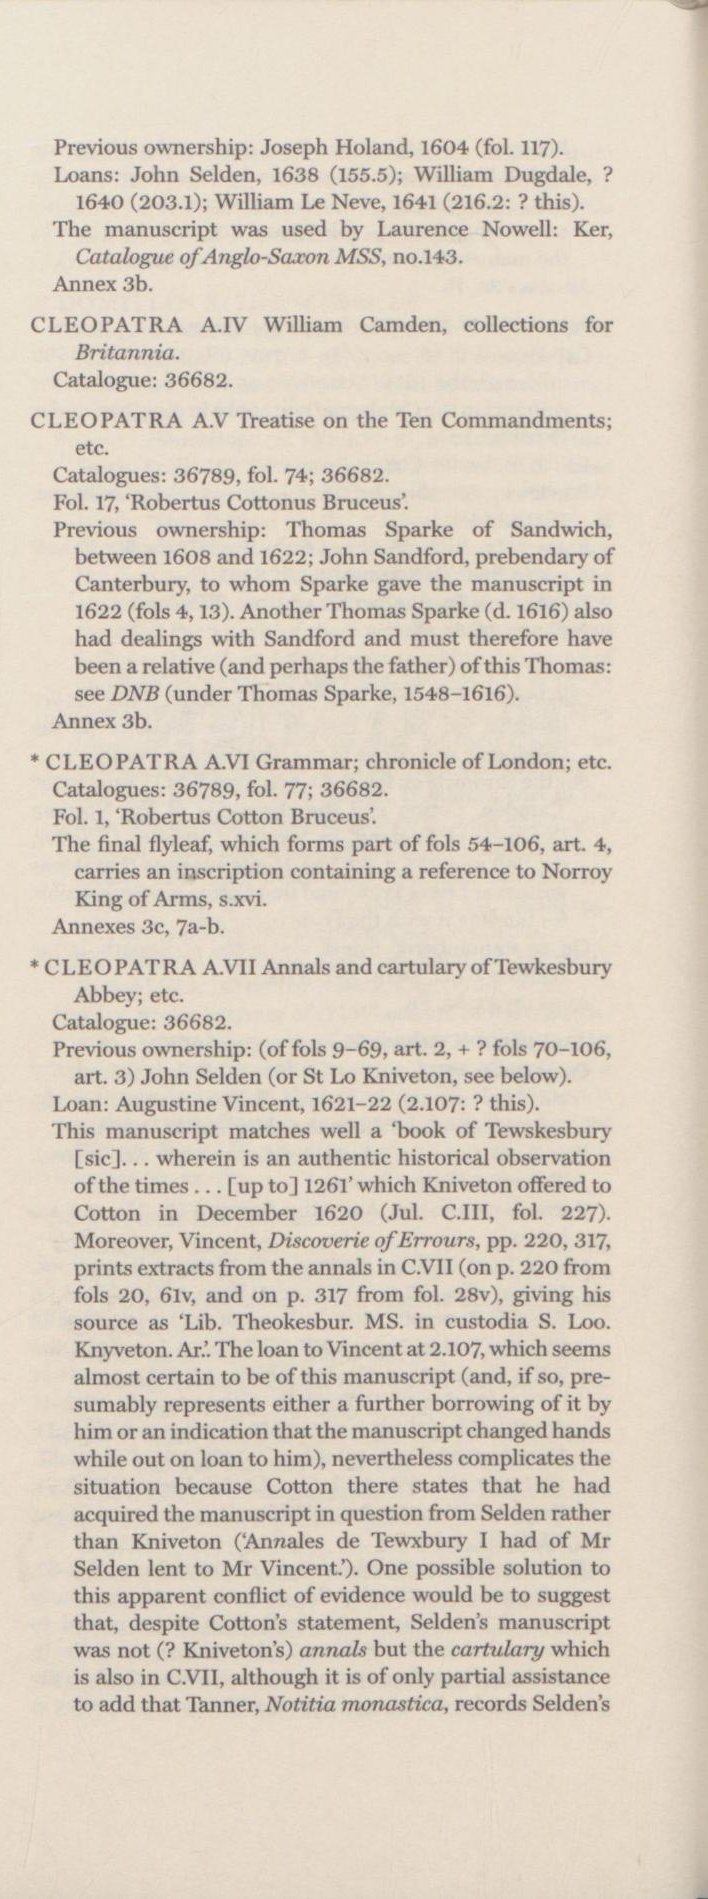 Previous ownership: Joseph Holand, 1604 (fol. 117).
Loans: John Selden, 1638 (155.5); William Dugdale, ?
1640 (203.1); William Le Neve, 1641 (216.2: ? this).
The manuscript was used by Laurence Nowell: Ker,
Catalogue of Anglo-Saxon MSS, no.143.
Annex 3b.
CLEOPATRA A.IV William Camden, collections for
Britannia.
Catalogue: 36682.
CLEOPATRA A.V Treatise on the Ten Commandments;
etc.
Catalogues: 36789, fol. 74; 36682.
Fol. 17, ‘Robertus Cottonus Bruceus’.
Previous ownership: Thomas Sparke of Sandwich,
between 1608 and 1622; John Sandford, prebendary of
Canterbury, to whom Sparke gave the manuscript in
1622 (fols 4, 13). Another Thomas Sparke (d. 1616) also
had dealings with Sandford and must therefore have
been a relative (and perhaps the father) of this Thomas:
see DNB (under Thomas Sparke, 1548–1616).
Annex 3b.
* CLEOPATRA A.VI Grammar; chronicle of London; etc.
Catalogues: 36789, fol. 77; 36682.
Fol. 1, ‘Robertus Cotton Bruceus’.
The final flyleaf, which forms part of fols 54–106, art. 4,
carries an inscription containing a reference to Norroy
King of Arms, s.xvi.
Annexes 3c, 7a-b.
* CLEOPATRA A.VII Annals and cartulary of Tewkesbury
Abbey; etc.
Catalogue: 36682.
Previous ownership: (of fols 9–69, art. 2, + ? fols 70–106,
art. 3) John Selden (or St Lo Kniveton, see below).
Loan: Augustine Vincent, 1621–22 (2.107: ? this).
This manuscript matches well a ‘book of Tewskesbury
[sic]. . . wherein is an authentic historical observation
of the times . . . [up to] 1261’ which Kniveton offered to
Cotton in December 1620 (Jul. C.III, fol. 227).
Moreover, Vincent, Discoverie of Errours, pp. 220, 317,
prints extracts from the annals in C.VII (on p. 220 from
fols 20, 61v, and on p. 317 from fol. 28v), giving his
source as ‘Lib. Theokesbur. MS. in custodia S. Loo.
Knyveton. Ar.’. The loan to Vincent at 2.107, which seems
almost certain to be of this manuscript (and, if so, pre-
sumably represents either a further borrowing of it by
him or an indication that the manuscript changed hands
while out on loan to him), nevertheless complicates the
situation because Cotton there states that he had
acquired the manuscript in question from Selden rather
than Kniveton (‘Annales de Tewxbury I had of Mr
Selden lent to Mr Vincent.’). One possible solution to
this apparent conflict of evidence would be to suggest
that, despite Cotton’s statement, Selden’s manuscript
was not (? Kniveton’s) annals but the cartulary which
is also in C.VII, although it is of only partial assistance
to add that Tanner, Notitia monastica, records Selden’s